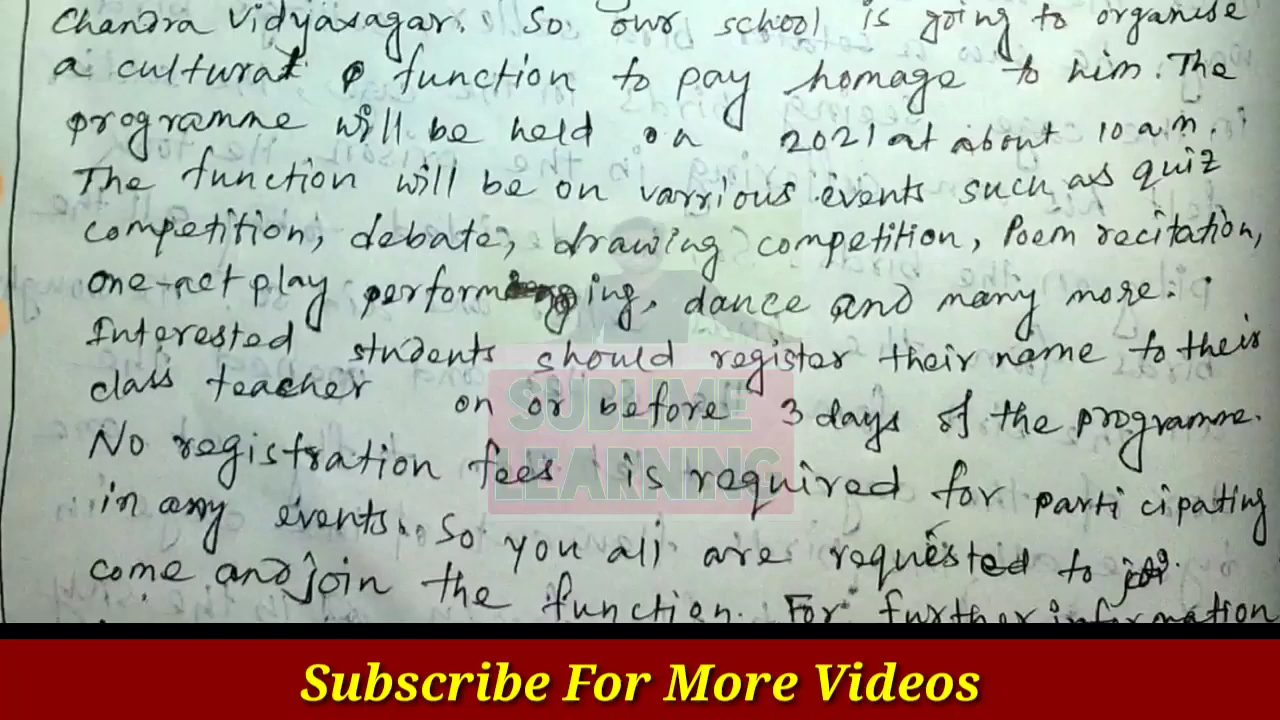 Chandra Vidyasagar. So our school is going to organise
a cultural function to pay homage to him. The
programme will be held on 2021 at about 10 a.m.
The function will be on varrious events such as quiz
competition, debate, drawing competition, Poem recitation,
one-act play performing, dance and many more.
Interested students should register their name to their
class teacher on or before 3 days of the programme.
No registration fees is required for participating
in any events. So you all are requested to
come and join the function. For further information
SUBLIME
LEARNING
Subscribe For More Videos